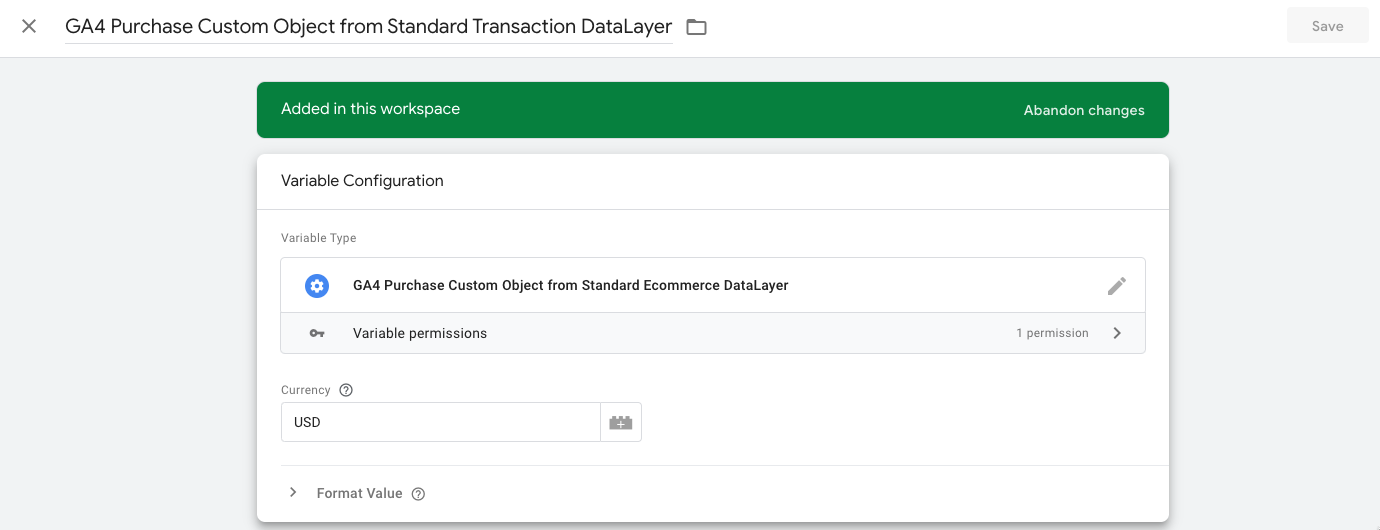 GA4 Purchase Custom Object from Standard Transaction DataLayer
Save
Added in this workspace
Abandon changes
Variable Configuration
Variable Type
GA4 Purchase Custom Object from Standard Ecommerce DataLayer
Variable permissions
1 permission
Currency
USD
Format Value